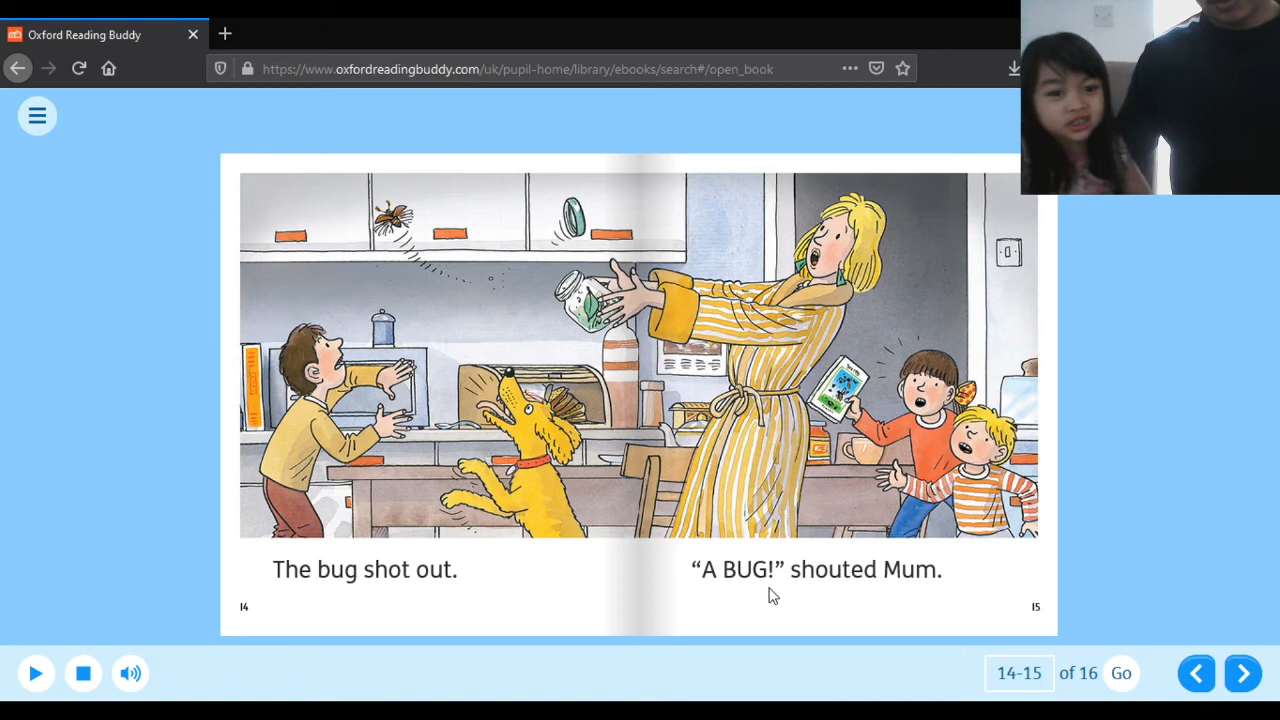 Oxford Reading Buddy
https://www.oxfordreadingbuddy.com/uk/pupil-home/library/ebooks/search#/open_book
The bug shot out.
“A BUG!” shouted Mum.
14
15
14-15 of 16 Go